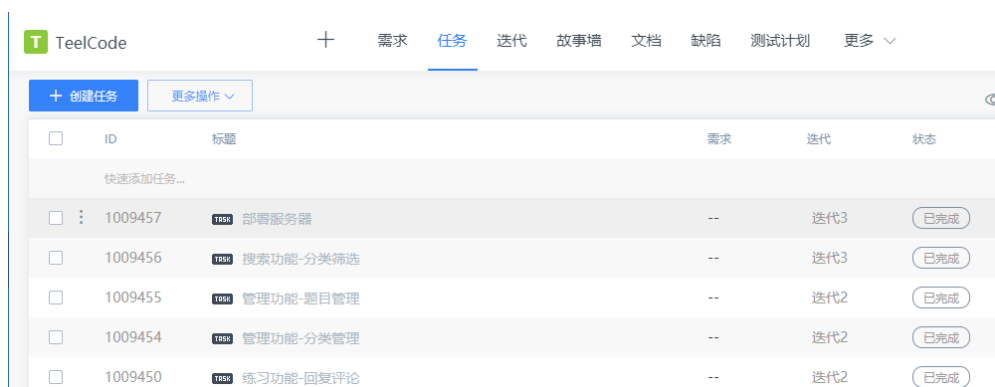 T TeelCode + 需求 任务 迭代 故事墙 文档 缺陷 测试计划 更多
+ 创建任务 更多操作
ID 标题 需求 迭代 状态
快速添加任务...
1009457 TASK 部署服务器 -- 迭代3 已完成
1009456 TASK 搜索功能-分类筛选 -- 迭代3 已完成
1009455 TASK 管理功能-题目管理 -- 迭代2 已完成
1009454 TASK 管理功能-分类管理 -- 迭代2 已完成
1009450 TASK 练习功能-回复评论 -- 迭代2 已完成